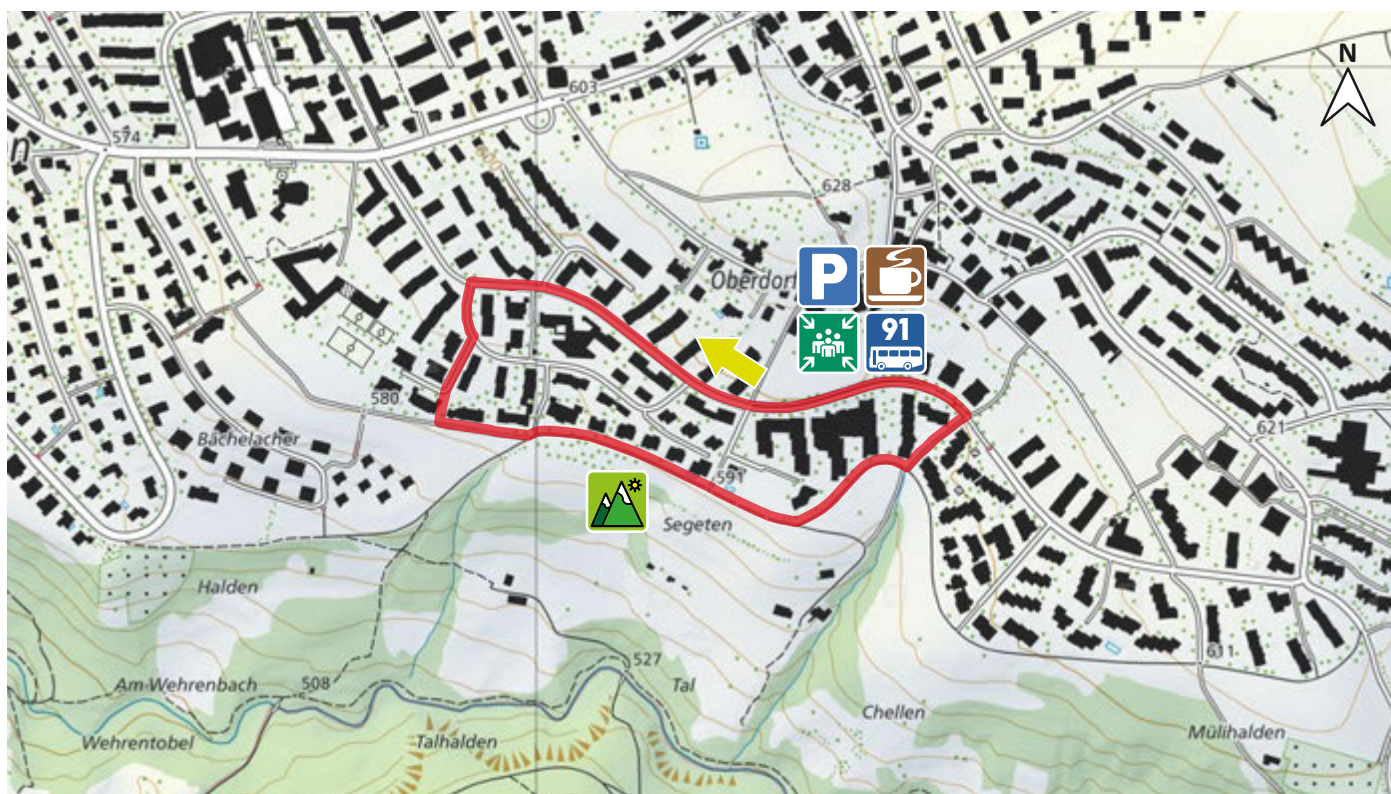 N
603
574
n
628
Oberdorf
P
91
580
621
Bächelacher
591
Segeten
Halden
527
611
Am-Wehrenbach
508
Tal
Chellen
Mülihalden
Wehrentobel
Talhalden